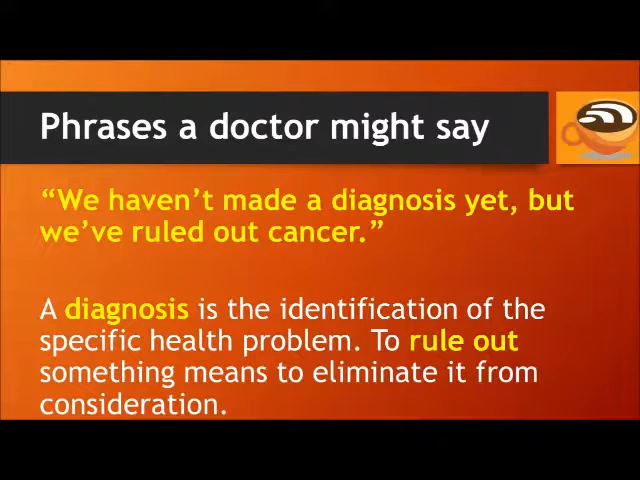 Phrases a doctor might say
“We haven’t made a diagnosis yet, but
we’ve ruled out cancer.”
A diagnosis is the identification of the
specific health problem. To rule out
something means to eliminate it from
consideration.